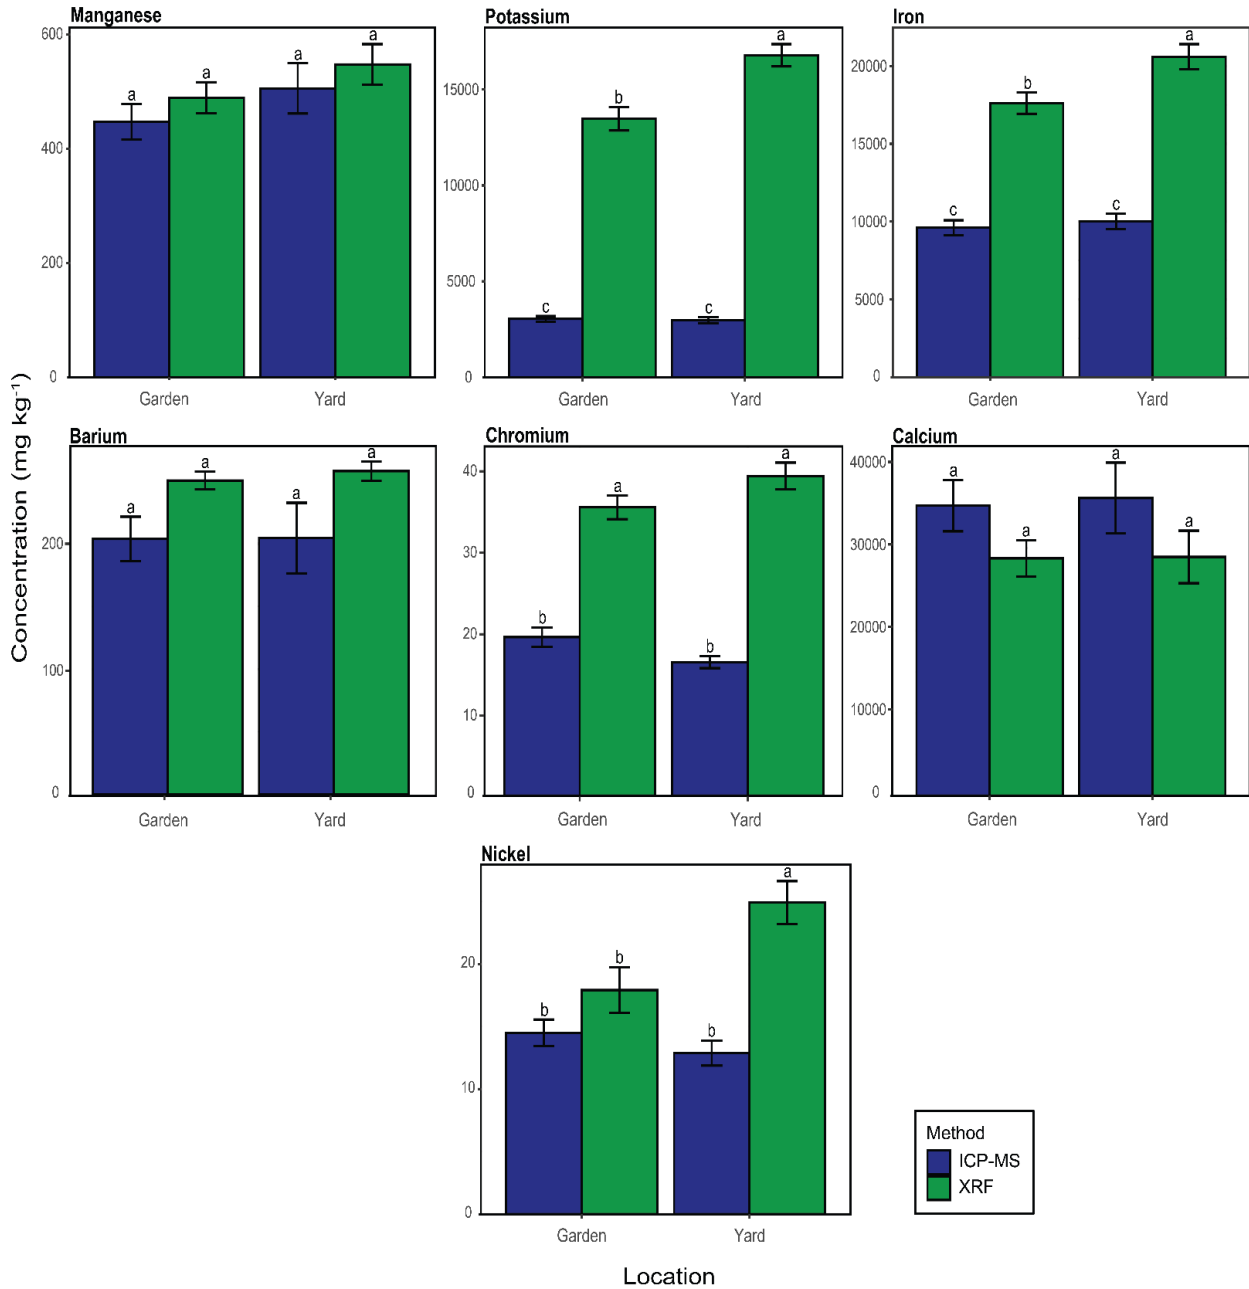 Manganese
600
400
200
0
a
a
a
a
Garden
Yard
Potassium
15000
10000
5000
0
c
b
c
a
Garden
Yard
Iron
20000
15000
10000
5000
0
c
b
c
a
Garden
Yard
Concentration (mg kg⁻¹)
Barium
200
100
0
a
a
a
a
Garden
Yard
Chromium
40
30
20
10
0
b
a
b
a
Garden
Yard
Calcium
40000
30000
20000
10000
0
a
a
a
a
Garden
Yard
Nickel
20
10
0
b
b
b
a
Garden
Yard
Location
Method
ICP-MS
XRF